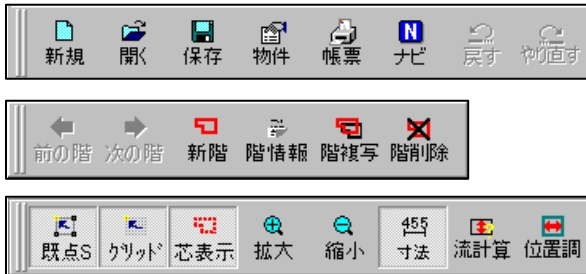 新規 開く 保存 物件 帳票 ナビ 戻す やり直す
前の階 次の階 新階 階情報 階複写 階削除
455
既点S グリッド 芯表示 拡大 縮小 寸法 流計算 位置調